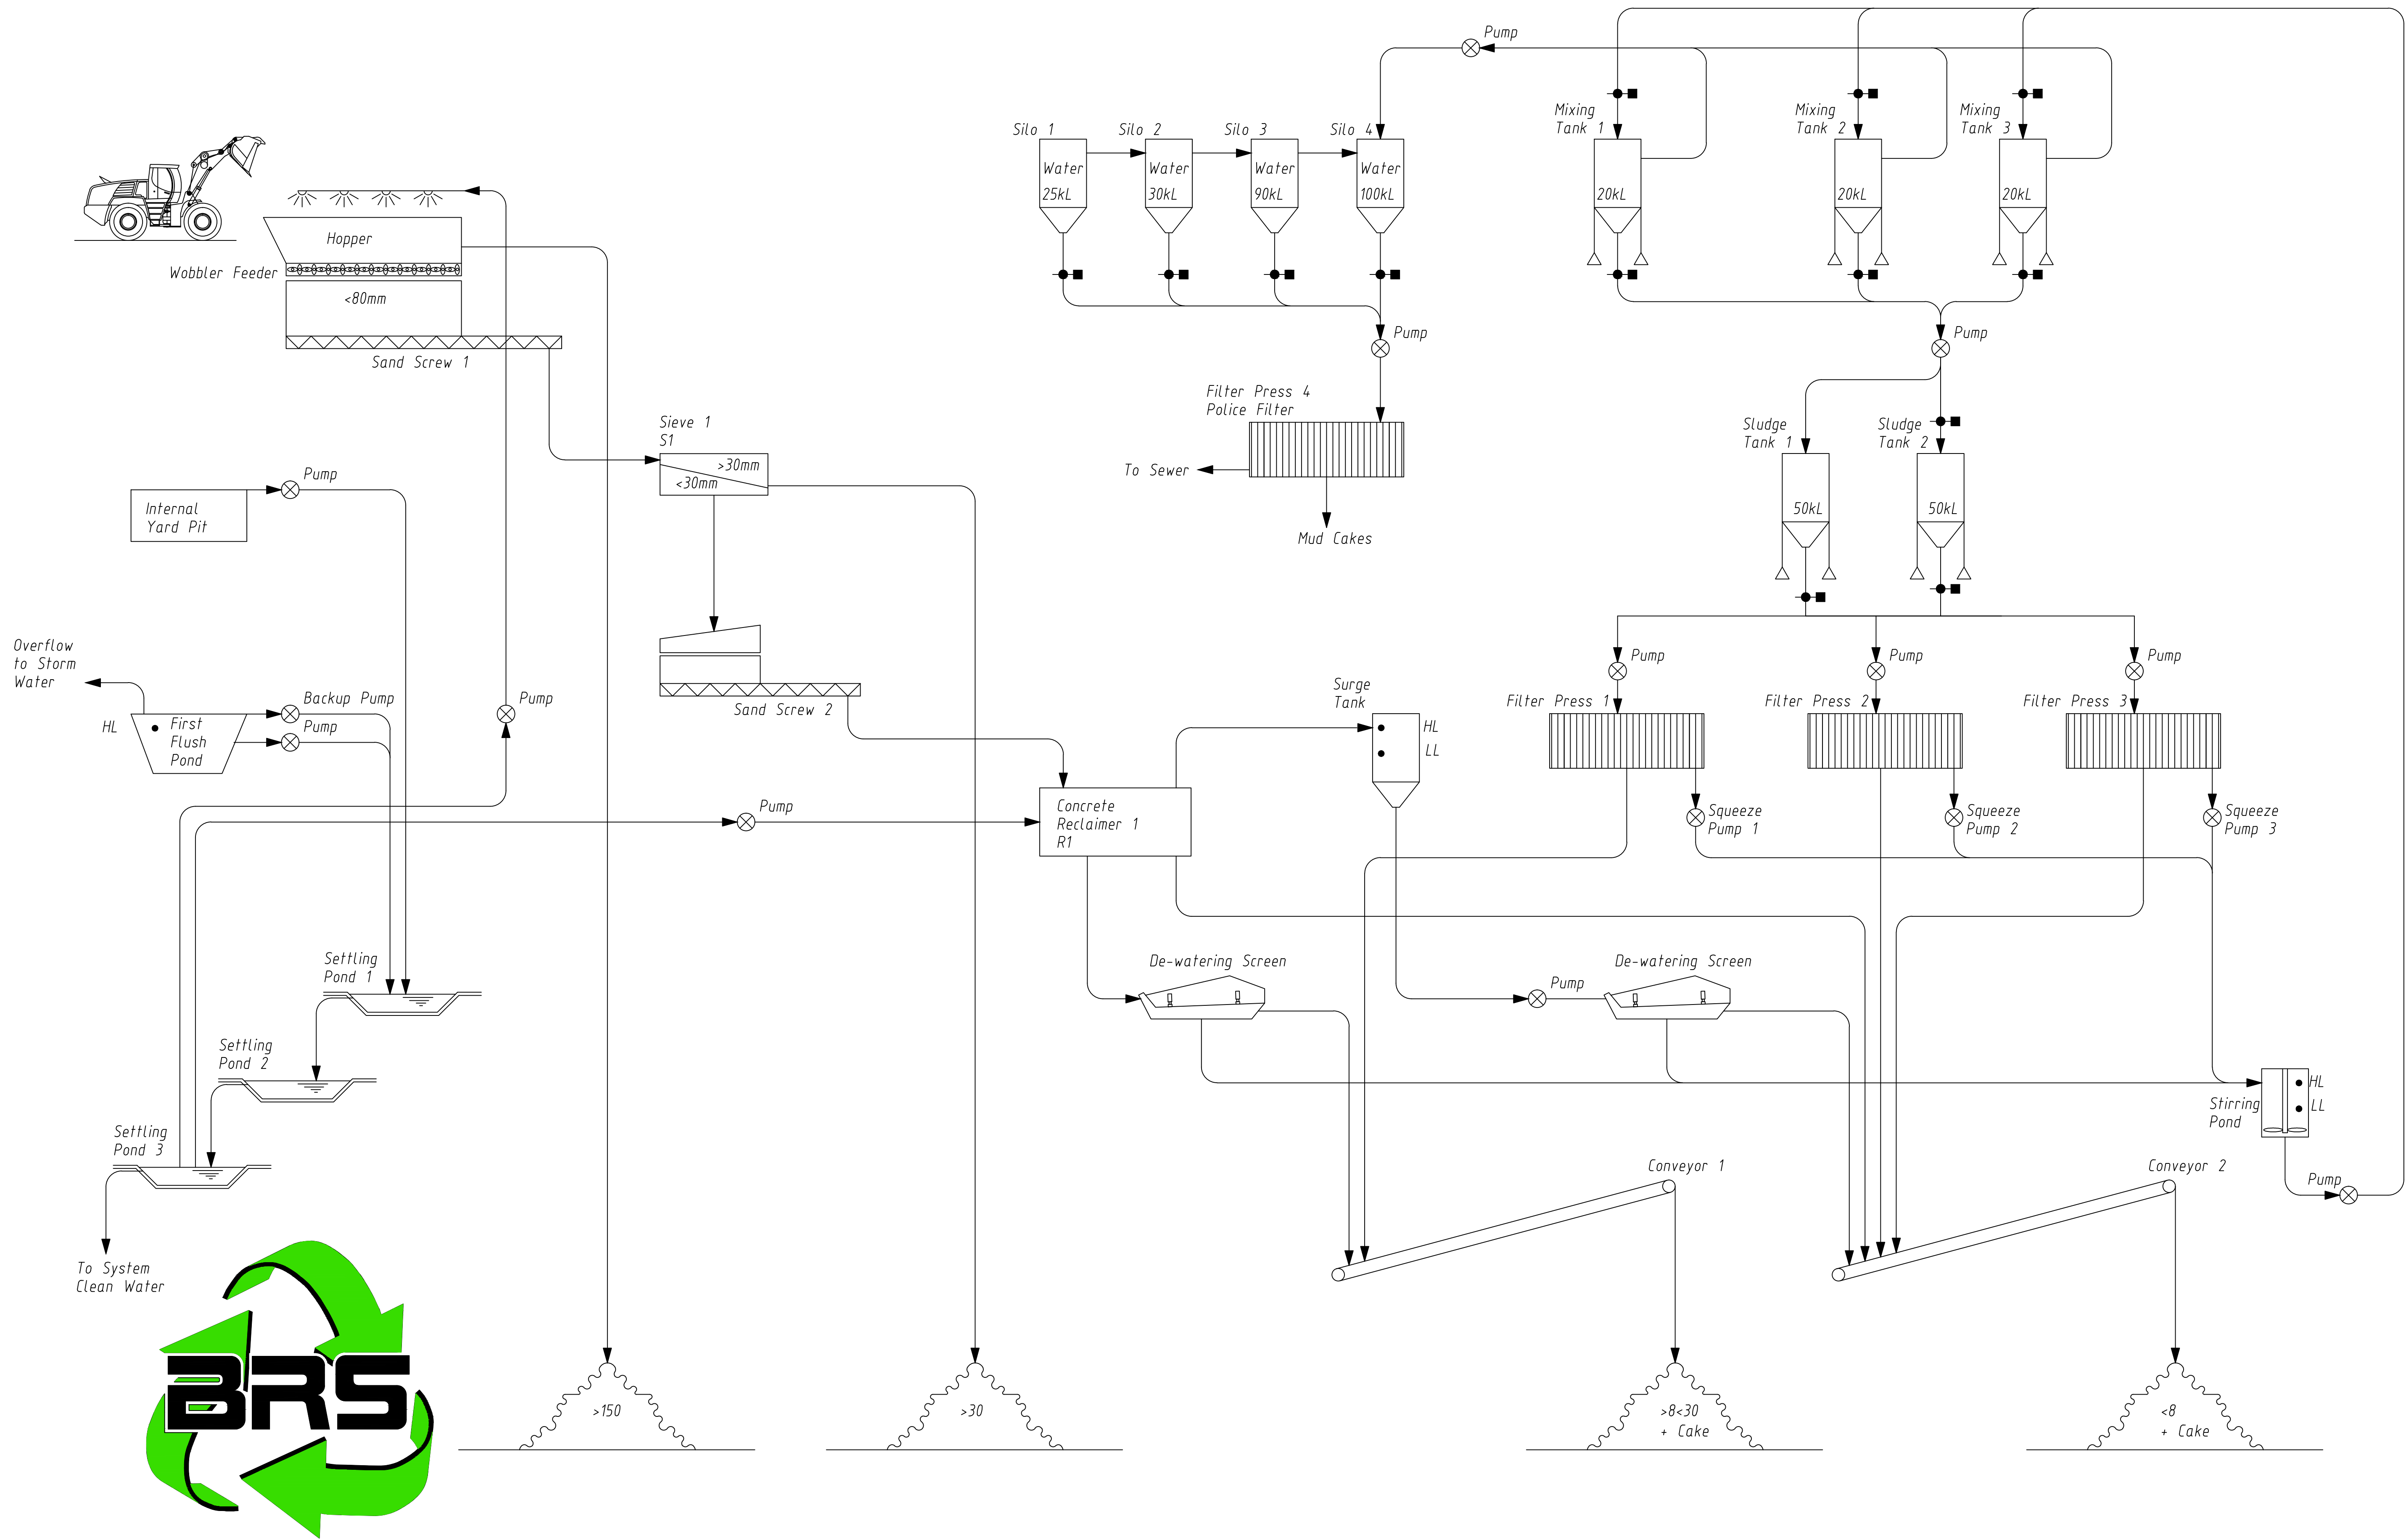 Pump
Mixing
Tank 1
Mixing
Tank 2
Mixing
Tank 3
Silo 1
Silo 2
Silo 3
Silo 4
Water
25kL
Water
30kL
Water
90kL
Water
100kL
20kL
20kL
20kL
Hopper
Wobbler Feeder
<80mm
Sand Screw 1
Pump
Pump
Filter Press 4
Police Filter
To Sewer
Mud Cakes
Sieve 1
S1
>30mm
<30mm
Sludge
Tank 1
Sludge
Tank 2
50kL
50kL
Pump
Internal
Yard Pit
Overflow
to Storm
Water
HL
First
Flush
Pond
Backup Pump
Pump
Pump
Sand Screw 2
Surge
Tank
HL
LL
Pump
Pump
Pump
Filter Press 1
Filter Press 2
Filter Press 3
Squeeze
Pump 1
Squeeze
Pump 2
Squeeze
Pump 3
Pump
Concrete
Reclaimer 1
R1
Settling
Pond 1
Settling
Pond 2
Settling
Pond 3
To System
Clean Water
De-watering Screen
Pump
De-watering Screen
HL
LL
Stirring
Pond
Pump
Conveyor 1
Conveyor 2
BRS
>150
>30
>8<30
+ Cake
<8
+ Cake